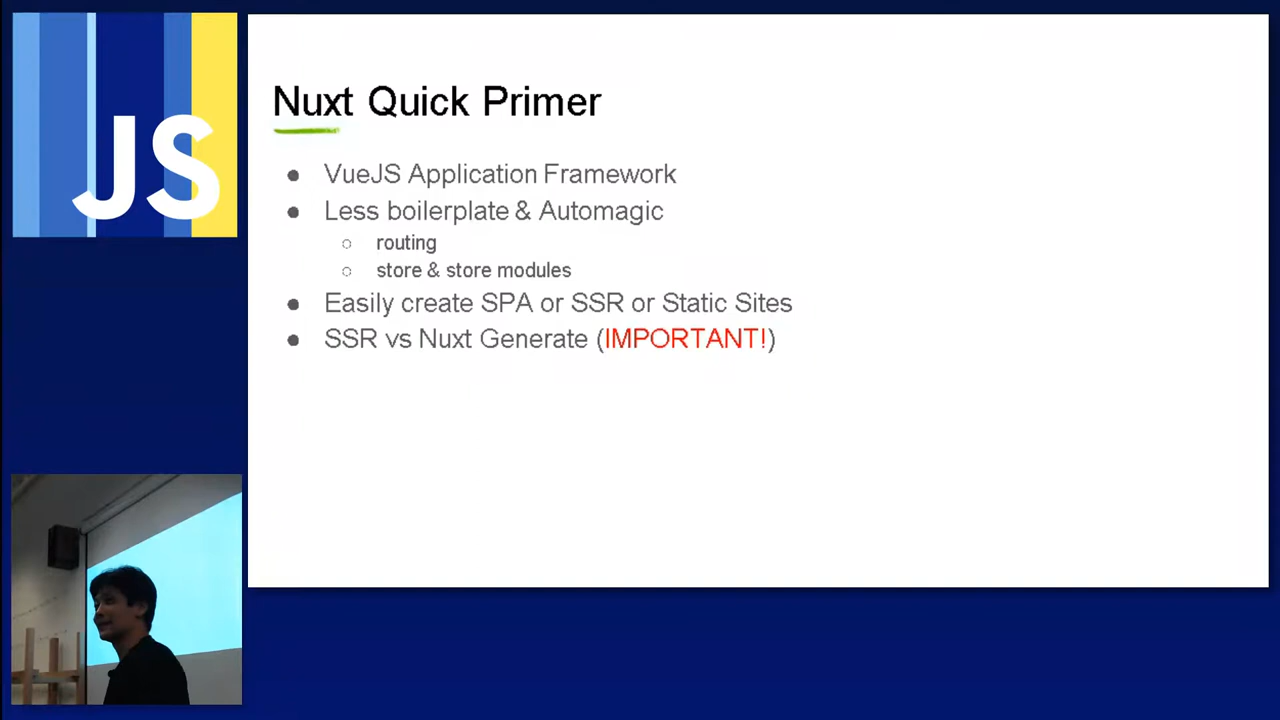 JS
Nuxt Quick Primer
VueJS Application Framework
Less boilerplate & Automagic
routing
store & store modules
Easily create SPA or SSR or Static Sites
SSR vs Nuxt Generate (IMPORTANT!)